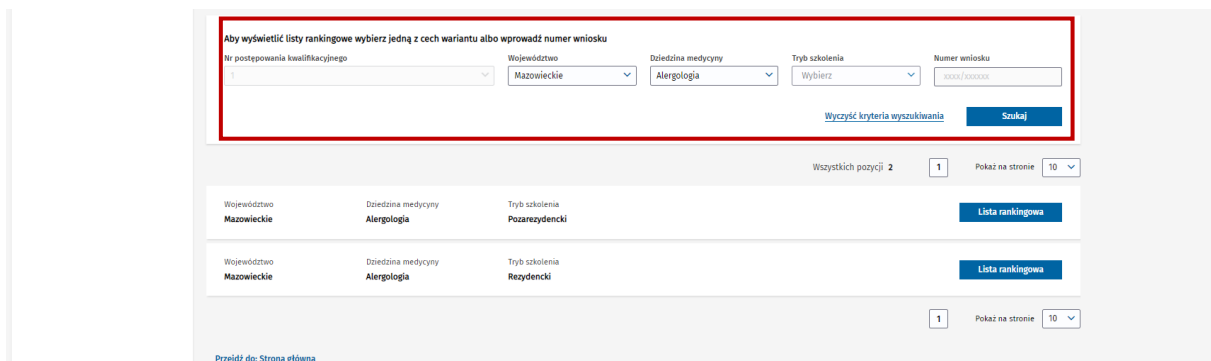 Aby wyświetlić listy rankingowe wybierz jedną z cech wariantu albo wprowadź numer wniosku
Nr postępowania kwalifikacyjnego Województwo Dziedzina medycyny Tryb szkolenia Numer wniosku
1 Mazowieckie Alergologia Wybierz xxxx/xxxxxx
Wyczyść kryteria wyszukiwania Szukaj
Wszystkich pozycji 2 1 Pokaż na stronie 10
Województwo Dziedzina medycyny Tryb szkolenia
Mazowieckie Alergologia Pozarezydencki Lista rankingowa
Województwo Dziedzina medycyny Tryb szkolenia
Mazowieckie Alergologia Rezydencki Lista rankingowa
1 Pokaż na stronie 10
Przejdź do: Strona główna